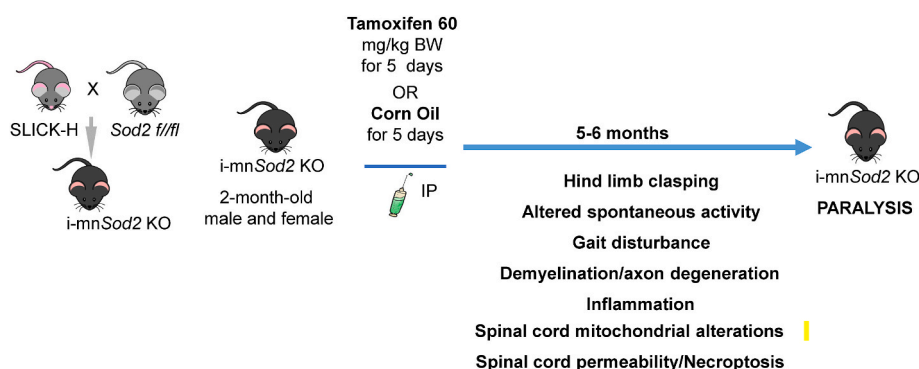 SLICK-H
X
Sod2 f//fl
i-mnSod2 KO
i-mnSod2 KO
2-month-old
male and female
Tamoxifen 60
mg/kg BW
for 5 days
OR
Corn Oil
for 5 days
IP
5-6 months
Hind limb clasping
Altered spontaneous activity
Gait disturbance
Demyelination/axon degeneration
Inflammation
Spinal cord mitochondrial alterations
Spinal cord permeability/Necroptosis
i-mnSod2 KO
PARALYSIS